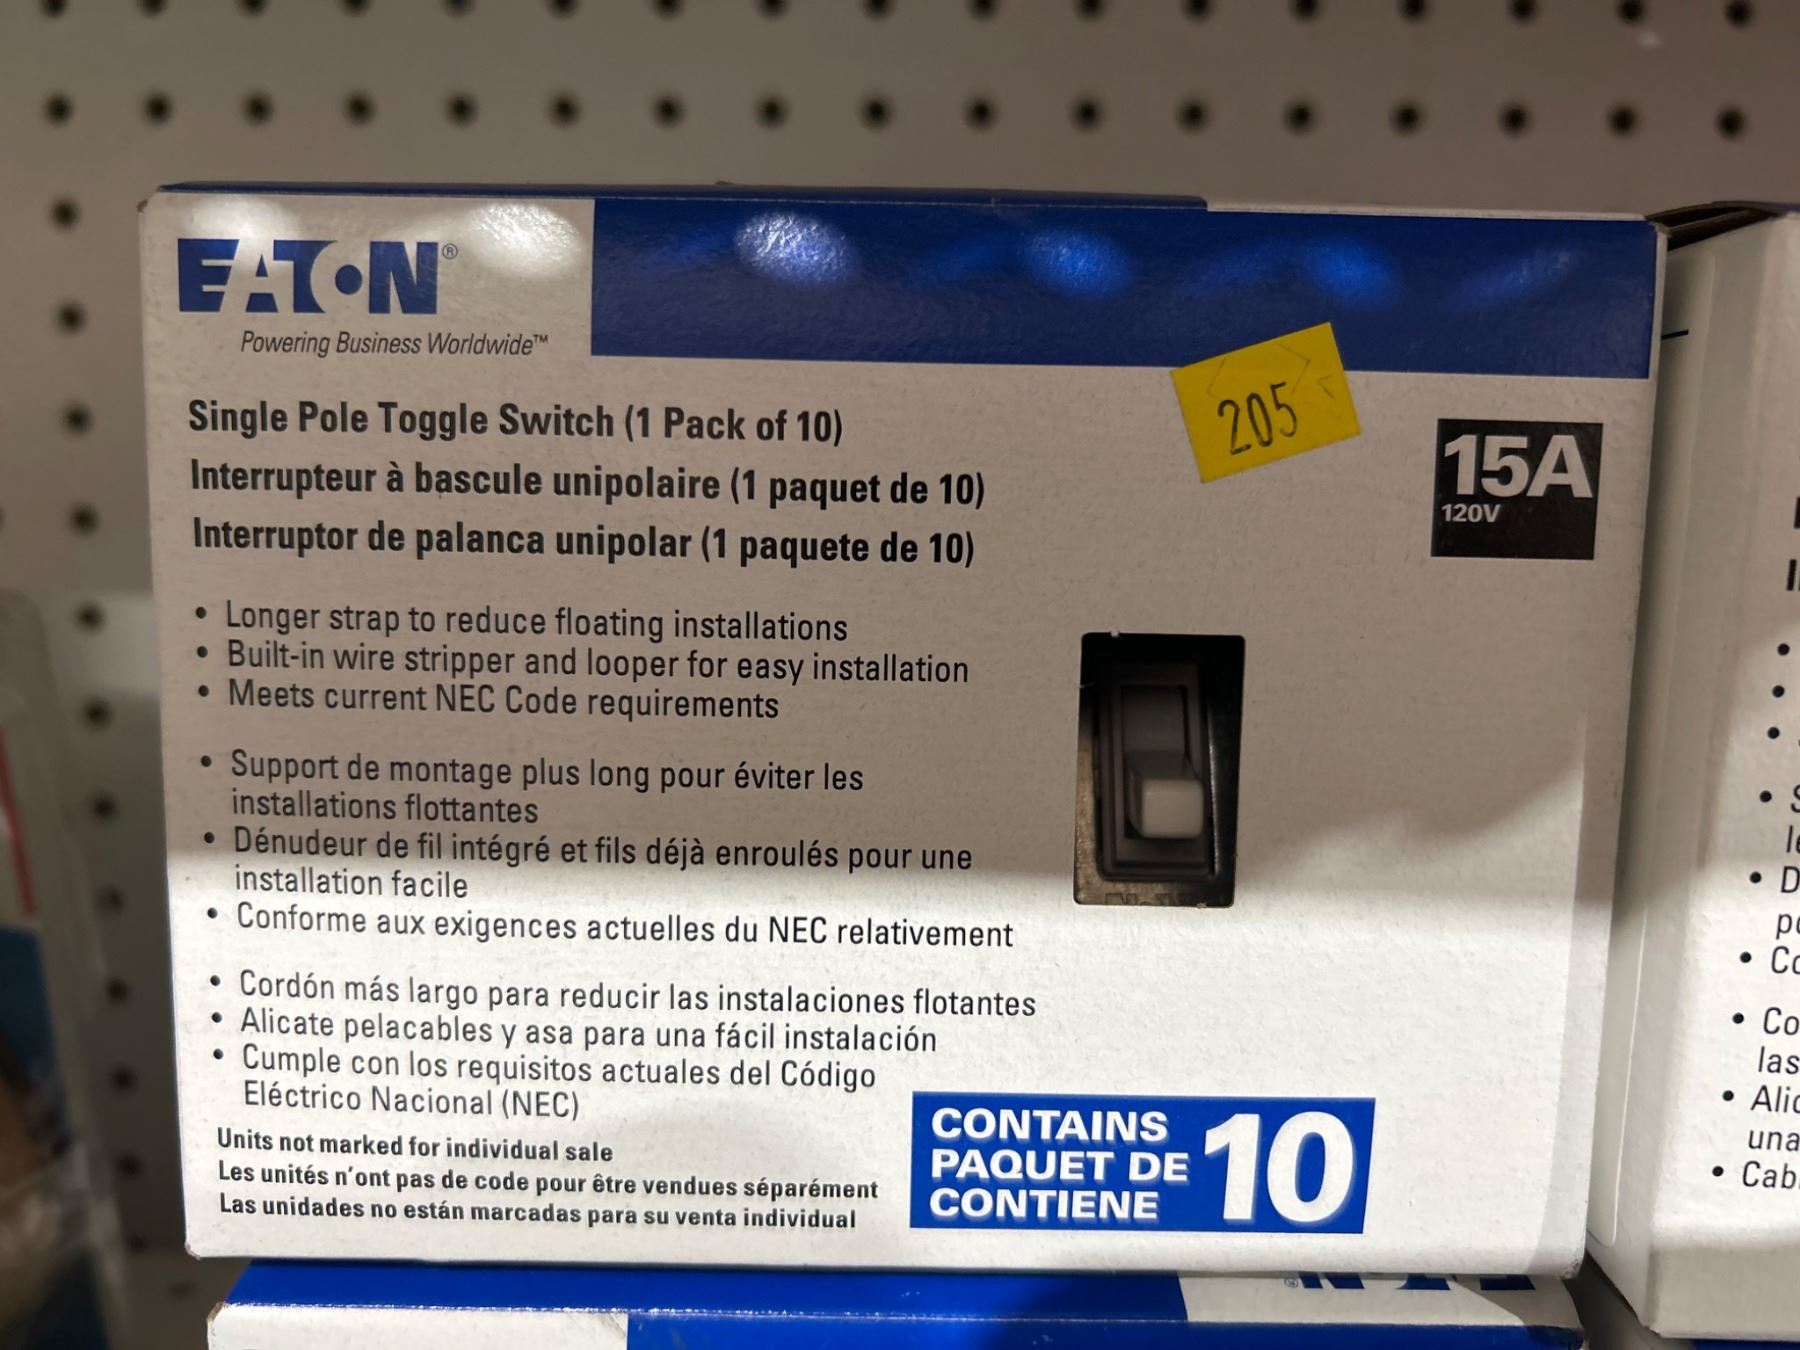 EATON®
Powering Business Worldwide™
205
Single Pole Toggle Switch (1 Pack of 10)
Interrupteur à bascule unipolaire (1 paquet de 10)
Interruptor de palanca unipolar (1 paquete de 10)
15A
120V
• Longer strap to reduce floating installations
• Built-in wire stripper and looper for easy installation
• Meets current NEC Code requirements
• Support de montage plus long pour éviter les
installations flottantes
• Dénudeur de fil intégré et fils déjà enroulés pour une
installation facile
• Conforme aux exigences actuelles du NEC relativement
• Cordón más largo para reducir las instalaciones flotantes
• Alicate pelacables y asa para una fácil instalación
• Cumple con los requisitos actuales del Código
Eléctrico Nacional (NEC)
Units not marked for individual sale
Les unités n'ont pas de code pour être vendues séparément
Las unidades no están marcadas para su venta individual
CONTAINS
PAQUET DE
CONTIENE
10
las
una